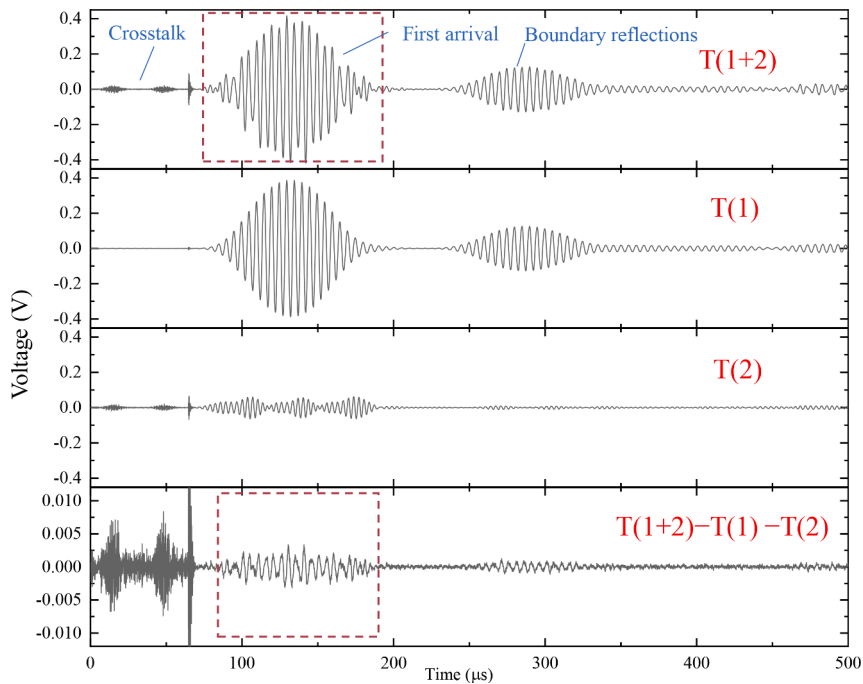 Crosstalk
First arrival
Boundary reflections
T(1+2)
0.4
0.2
0.0
-0.2
-0.4
T(1)
0.4
0.2
0.0
-0.2
-0.4
T(2)
0.4
0.2
0.0
-0.2
-0.4
T(1+2)−T(1) −T(2)
0.010
0.005
0.000
-0.005
-0.010
Voltage (V)
0 100 200 300 400 500
Time (μs)